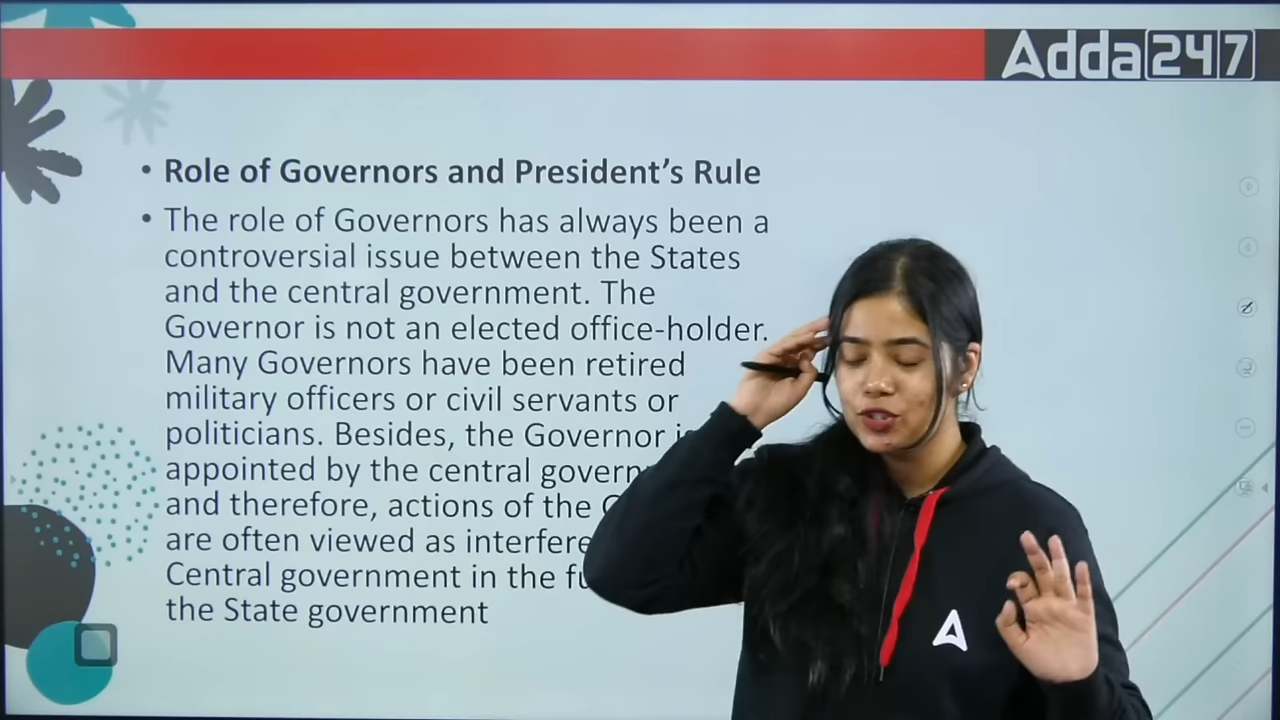 Adda247
• Role of Governors and President's Rule
• The role of Governors has always been a
controversial issue between the States
and the central government. The
Governor is not an elected office-holder.
Many Governors have been retired
military officers or civil servants or
politicians. Besides, the Governor
appointed by the central
and therefore, actions of the
are often viewed as
Central government in the
the State government